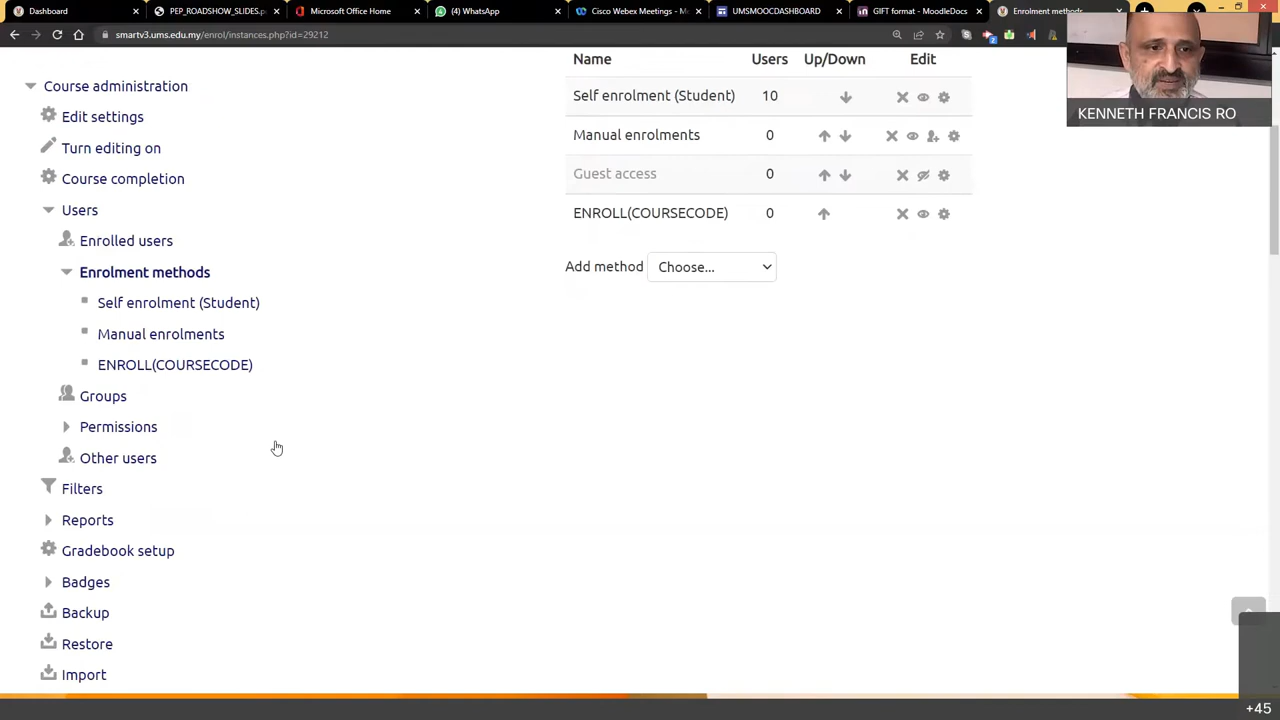 Dashboard
PEP_ROADSHOW_SLIDES.p
Microsoft Office Home
(4) WhatsApp
Cisco Webex Meetings - M
UMSMOOCDASHBOARD
GIFT format - MoodleDocs
Enrolment methods
smartv3.ums.edu.my/enrol/instances.php?id=29212
KENNETH FRANCIS RO
Course administration
Edit settings
Turn editing on
Course completion
Users
Enrolled users
Enrolment methods
Self enrolment (Student)
Manual enrolments
ENROLL(COURSECODE)
Groups
Permissions
Other users
Filters
Reports
Gradebook setup
Badges
Backup
Restore
Import
Name Users Up/Down Edit
Self enrolment (Student) 10
Manual enrolments 0
Guest access 0
ENROLL(COURSECODE) 0
Add method Choose...
+45